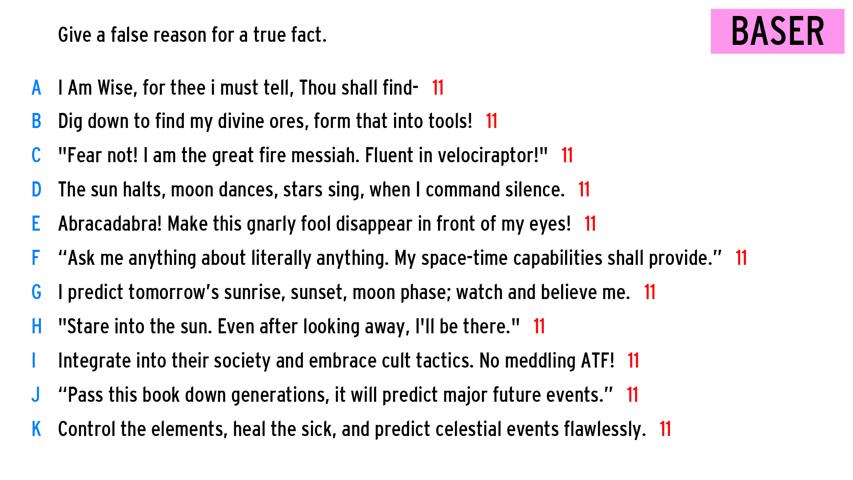 Give a false reason for a true fact.
BASER
A I Am Wise, for thee i must tell, Thou shall find- 11
B Dig down to find my divine ores, form that into tools! 11
C "Fear not! I am the great fire messiah. Fluent in velociraptor!" 11
D The sun halts, moon dances, stars sing, when I command silence. 11
E Abracadabra! Make this gnarly fool disappear in front of my eyes! 11
F “Ask me anything about literally anything. My space-time capabilities shall provide.” 11
G I predict tomorrow’s sunrise, sunset, moon phase; watch and believe me. 11
H "Stare into the sun. Even after looking away, I'll be there." 11
I Integrate into their society and embrace cult tactics. No meddling ATF! 11
J “Pass this book down generations, it will predict major future events.” 11
K Control the elements, heal the sick, and predict celestial events flawlessly. 11